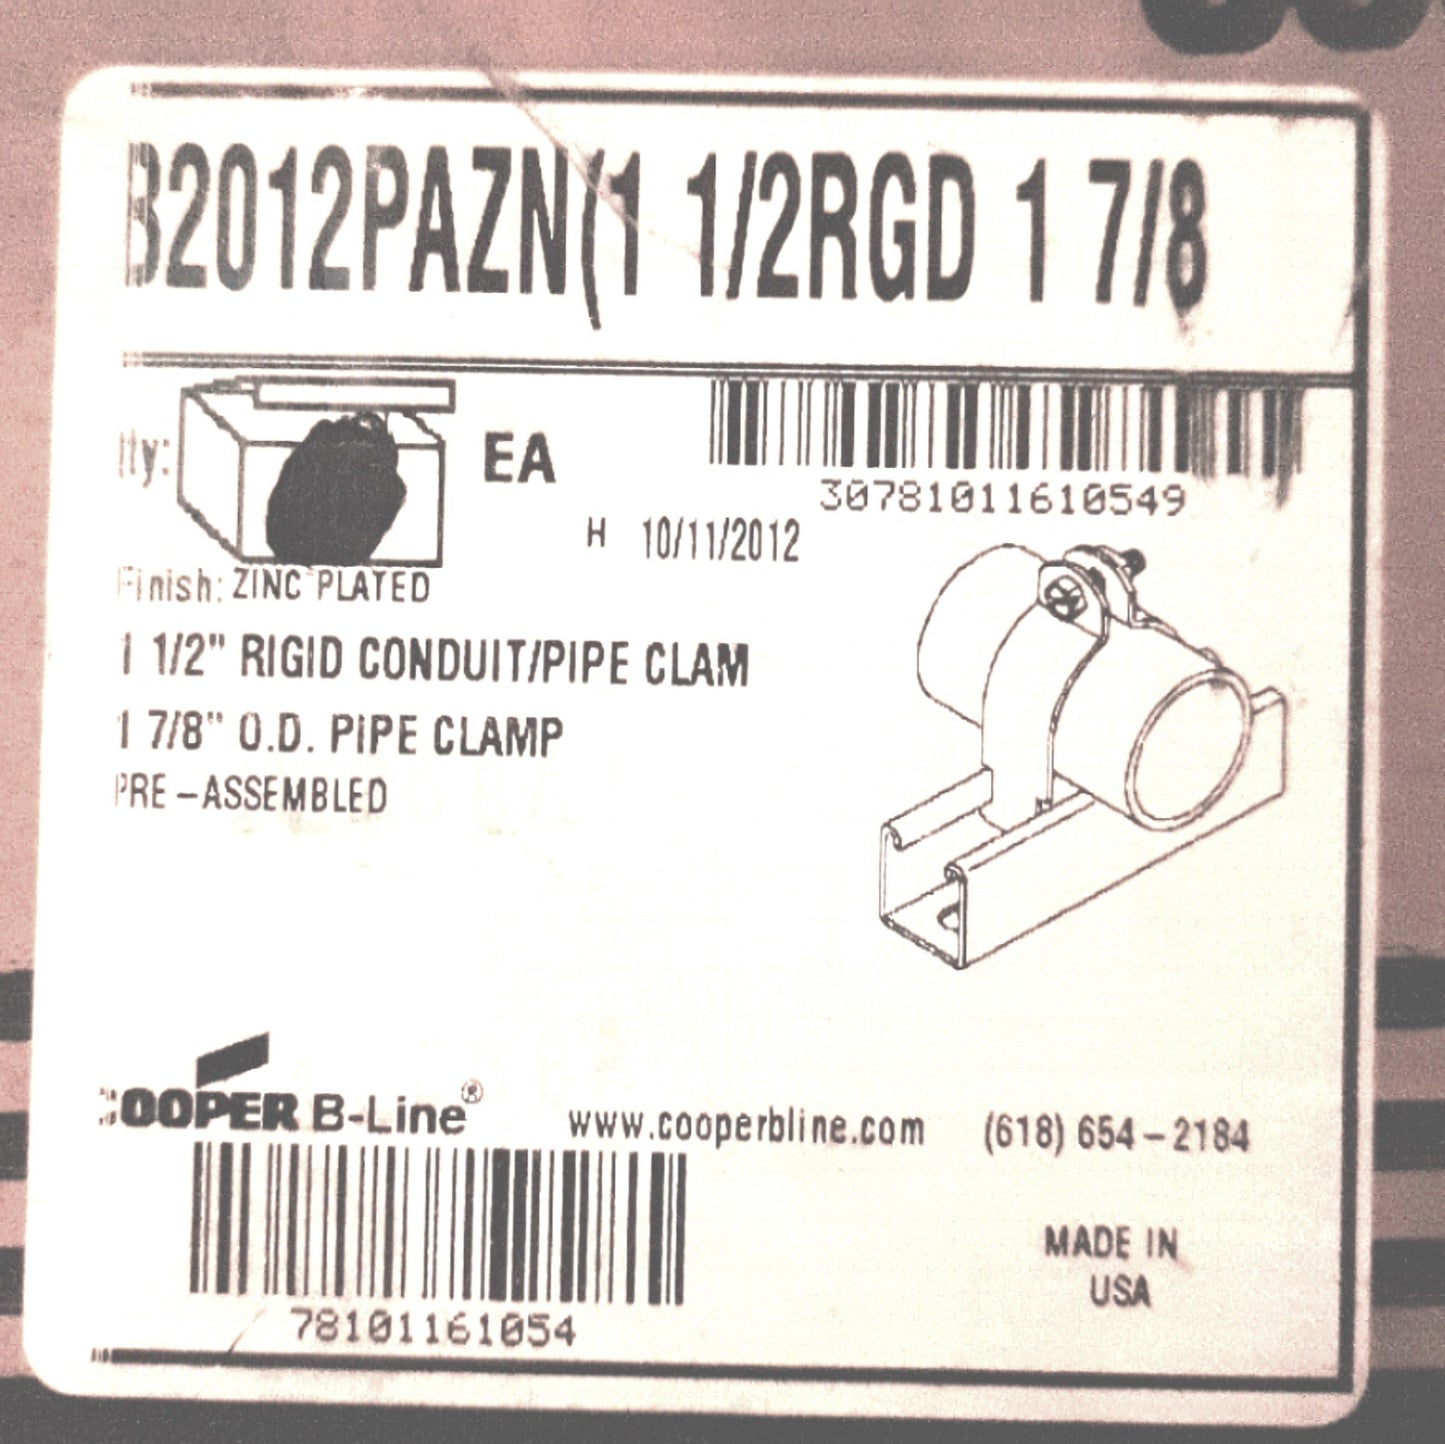 B2012PAZN(1 1/2RGD 1 7/8
EA
30781011610549
H 10/11/2012
Finish: ZINC PLATED
1 1/2" RIGID CONDUIT/PIPE CLAM
1 7/8" O.D. PIPE CLAMP
PRE-ASSEMBLED
COOPER B-Line® www.cooperbline.com (618) 654-2184
78101161054
MADE IN
USA